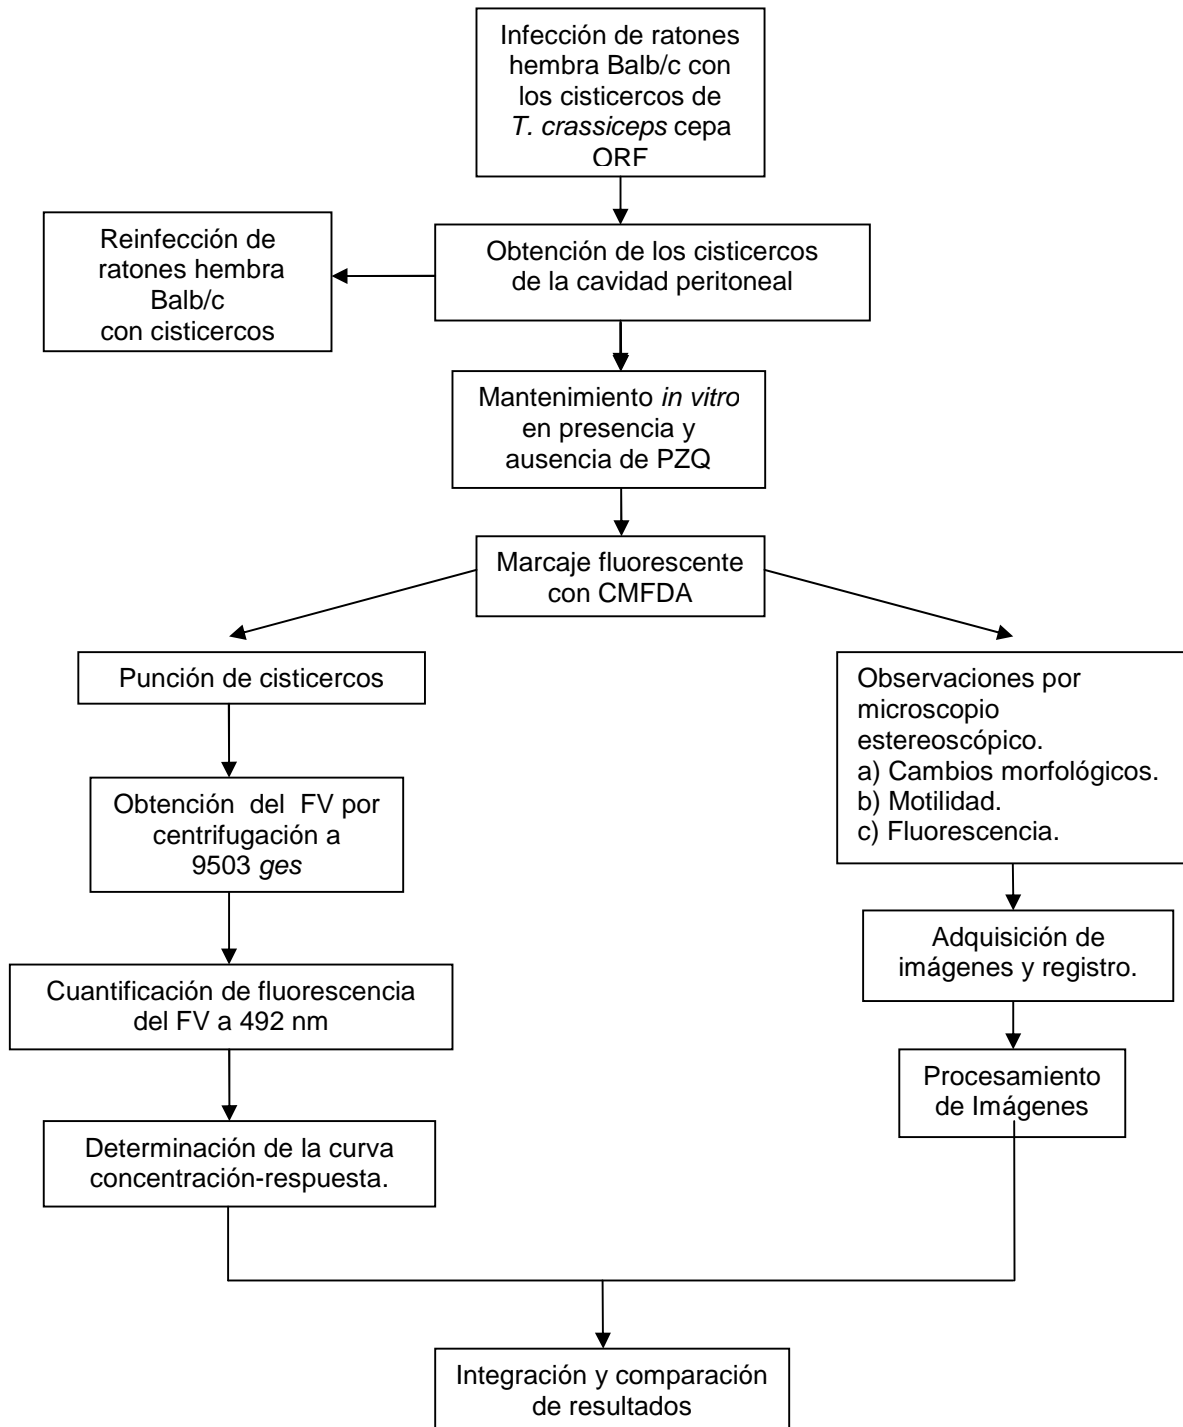 Infección de ratones
hembra Balb/c con
los cisticercos de
T. crassiceps cepa
ORF
Reinfección de
ratones hembra
Balb/c
con cisticercos
Obtención de los cisticercos
de la cavidad peritoneal
Mantenimiento in vitro
en presencia y
ausencia de PZQ
Marcaje fluorescente
con CMFDA
Punción de cisticercos
Obtención del FV por
centrifugación a
9503 ges
Cuantificación de fluorescencia
del FV a 492 nm
Determinación de la curva
concentración-respuesta.
Observaciones por
microscopio
estereoscópico.
a) Cambios morfológicos.
b) Motilidad.
c) Fluorescencia.
Adquisición de
imágenes y registro.
Procesamiento
de Imágenes
Integración y comparación
de resultados